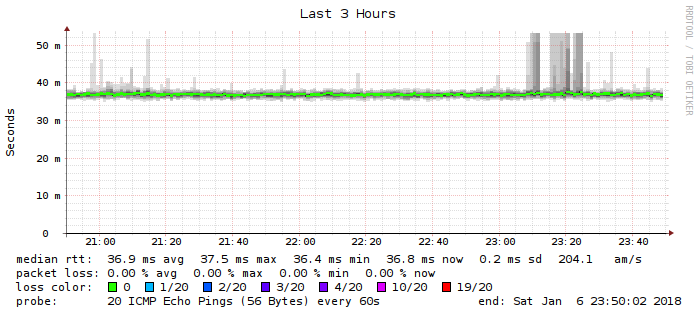 Last 3 Hours
RRDTOOL / TOBI OETIKER
Seconds
50 m
40 m
30 m
20 m
10 m
0
21:00 21:20 21:40 22:00 22:20 22:40 23:00 23:20 23:40
median rtt: 36.9 ms avg 37.5 ms max 36.4 ms min 36.8 ms now 0.2 ms sd 204.1 am/s
packet loss: 0.00 % avg 0.00 % max 0.00 % min 0.00 % now
loss color: 0 1/20 2/20 3/20 4/20 10/20 19/20
probe: 20 ICMP Echo Pings (56 Bytes) every 60s end: Sat Jan 6 23:50:02 2018